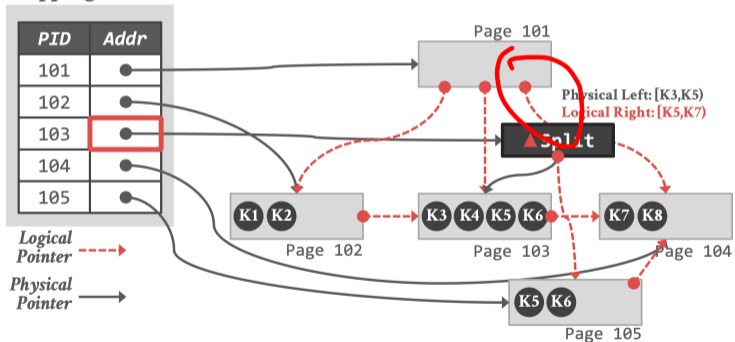 PID Addr
101
102
103
104
105
Logical
Pointer
Physical
Pointer
Page 101
Physical Left: [K3,K5)
Logical Right: [K5,K7)
▲Split
K1 K2
Page 102
K3 K4 K5 K6
Page 103
K7 K8
Page 104
K5 K6
Page 105